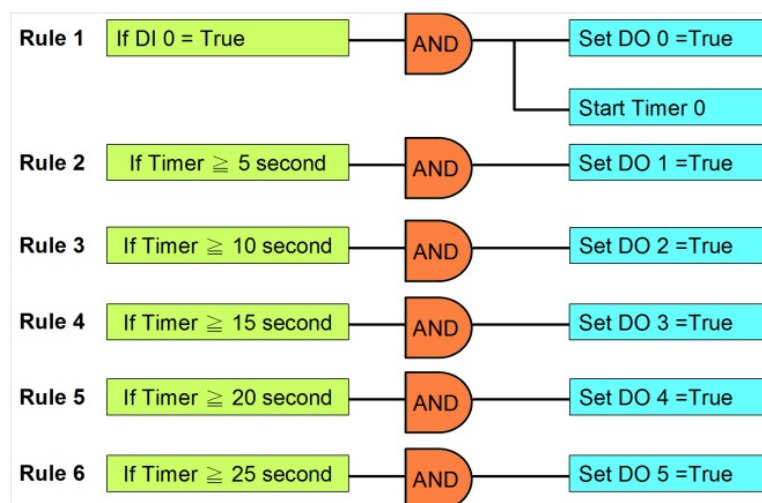 Rule 1 If DI 0 = True AND Set DO 0 =True
Start Timer 0
Rule 2 If Timer ≧ 5 second AND Set DO 1 =True
Rule 3 If Timer ≧ 10 second AND Set DO 2 =True
Rule 4 If Timer ≧ 15 second AND Set DO 3 =True
Rule 5 If Timer ≧ 20 second AND Set DO 4 =True
Rule 6 If Timer ≧ 25 second AND Set DO 5 =True